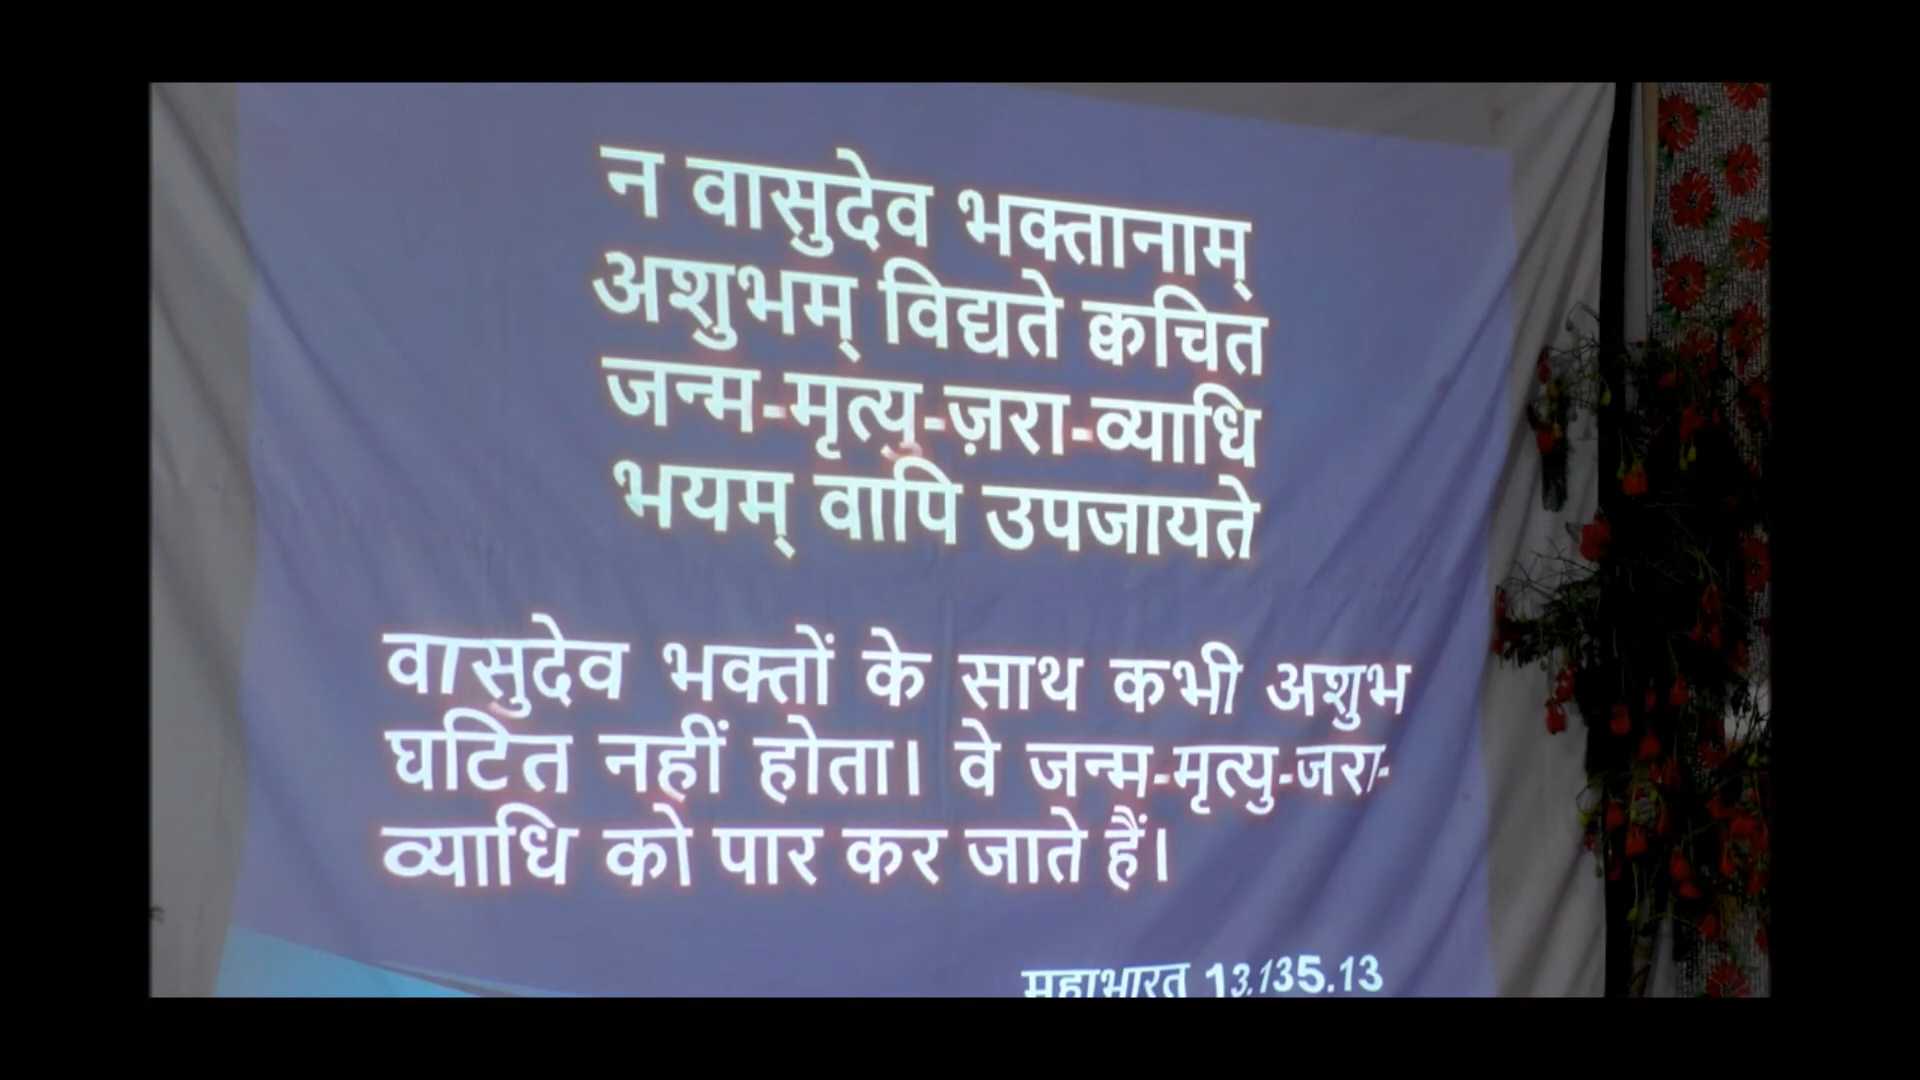 न वासुदेव भक्तानाम्
अशुभम् विद्यते क्वचित
जन्म-मृत्यु-ज़रा-व्याधि
भयम् वापि उपजायते
वासुदेव भक्तों के साथ कभी अशुभ
घटित नहीं होता। वे जन्म-मृत्यु-जरा-
व्याधि को पार कर जाते हैं।
महाभारत 13.135.13